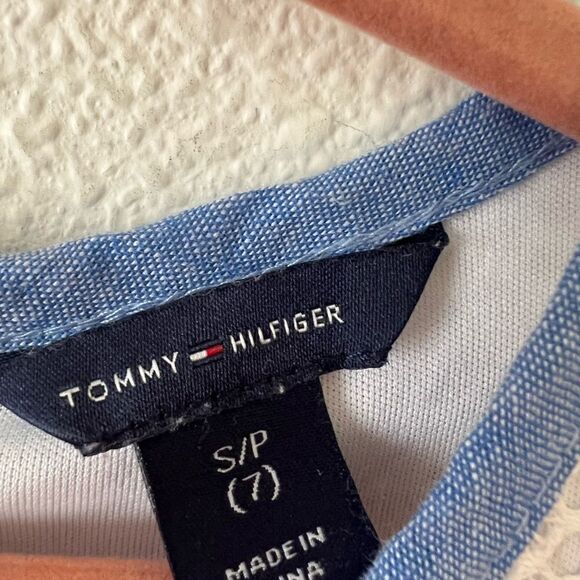 TOMMY HILFIGER
S/P
(7)
MADE IN